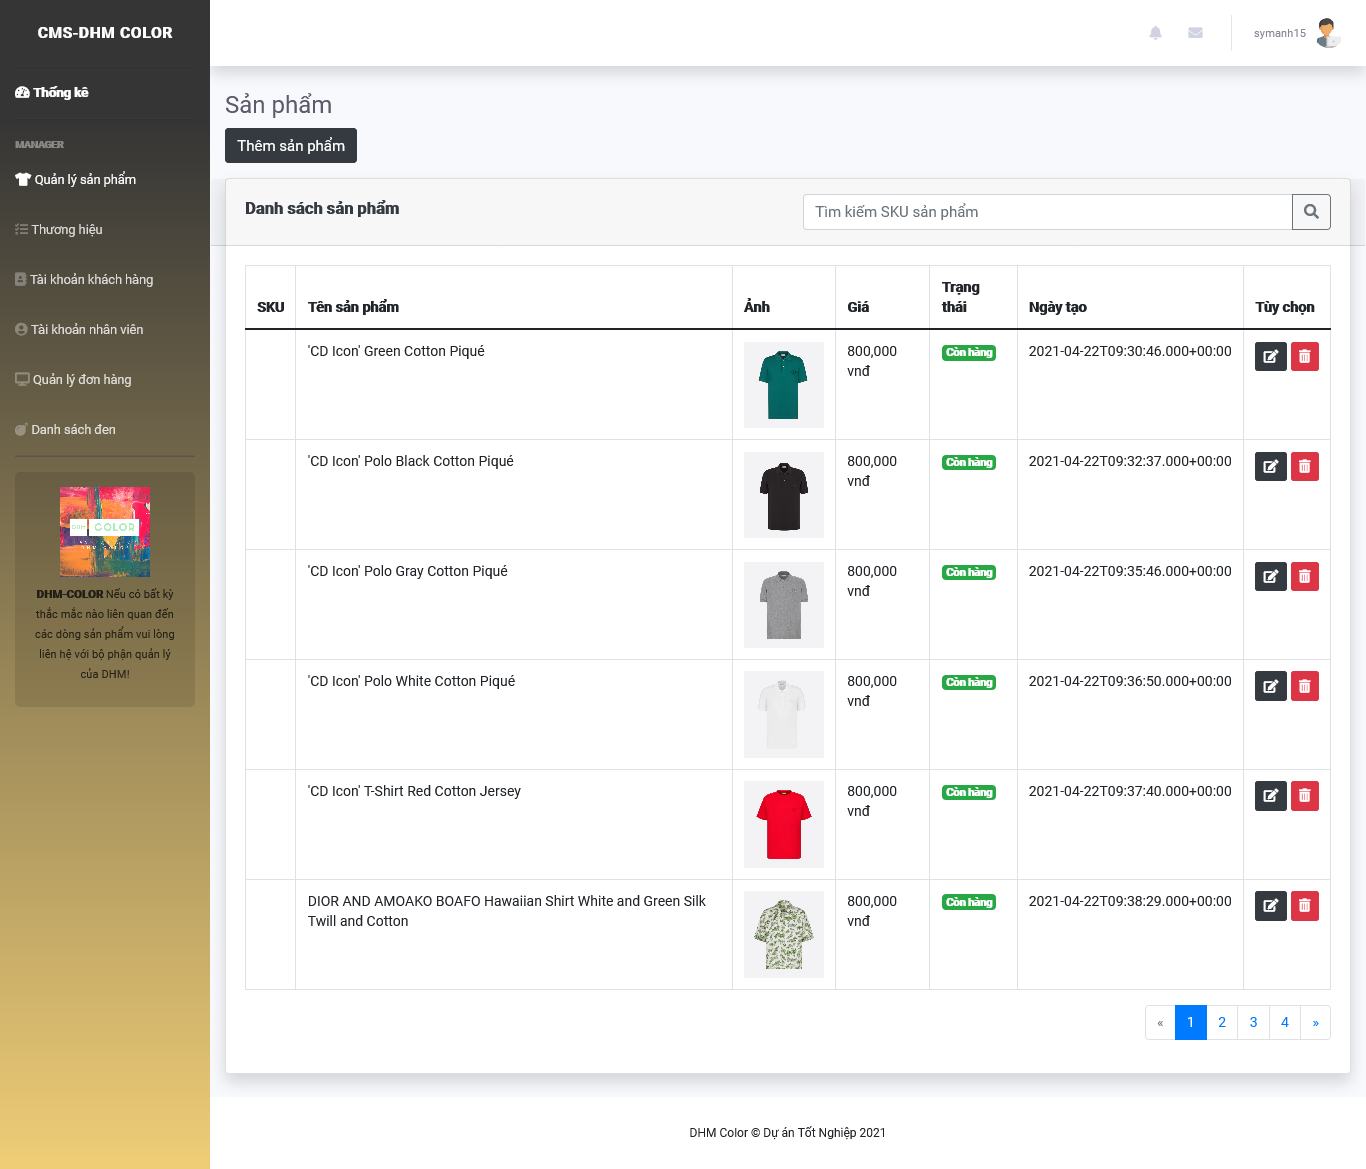 CMS-DHM COLOR
symanh15
Thống kê
MANAGER
Quản lý sản phẩm
Thương hiệu
Tài khoản khách hàng
Tài khoản nhân viên
Quản lý đơn hàng
Danh sách đen
DHM COLOR
DHM-COLOR Nếu có bất kỳ
thắc mắc nào liên quan đến
các dòng sản phẩm vui lòng
liên hệ với bộ phận quản lý
của DHM!
Sản phẩm
Thêm sản phẩm
Danh sách sản phẩm
Tìm kiếm SKU sản phẩm
SKU Tên sản phẩm Ảnh Giá Trạng thái Ngày tạo Tùy chọn
'CD Icon' Green Cotton Piqué 800,000 vnđ Còn hàng 2021-04-22T09:30:46.000+00:00
'CD Icon' Polo Black Cotton Piqué 800,000 vnđ Còn hàng 2021-04-22T09:32:37.000+00:00
'CD Icon' Polo Gray Cotton Piqué 800,000 vnđ Còn hàng 2021-04-22T09:35:46.000+00:00
'CD Icon' Polo White Cotton Piqué 800,000 vnđ Còn hàng 2021-04-22T09:36:50.000+00:00
'CD Icon' T-Shirt Red Cotton Jersey 800,000 vnđ Còn hàng 2021-04-22T09:37:40.000+00:00
DIOR AND AMOAKO BOAFO Hawaiian Shirt White and Green Silk
Twill and Cotton 800,000 vnđ Còn hàng 2021-04-22T09:38:29.000+00:00
« 1 2 3 4 »
DHM Color © Dự án Tốt Nghiệp 2021